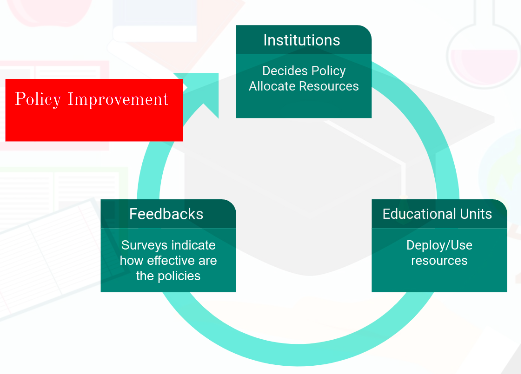 Institutions
Decides Policy
Allocate Resources
Policy Improvement
Feedbacks
Surveys indicate
how effective are
the policies
Educational Units
Deploy/Use
resources